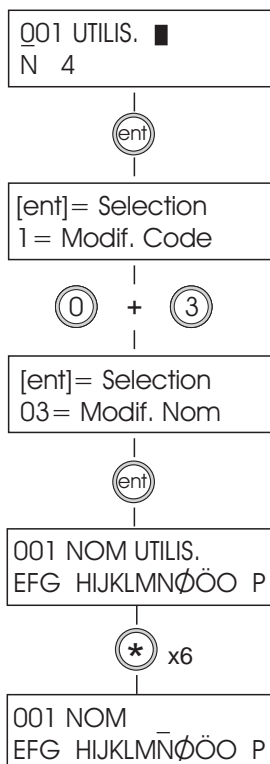 001 UTILIS. ■
N 4
ent
[ent]= Selection
1= Modif. Code
0 + 3
[ent]= Selection
03= Modif. Nom
ent
001 NOM UTILIS.
EFG HIJKLMNØÖO P
* x6
001 NOM
EFG HIJKLMNØÖO P